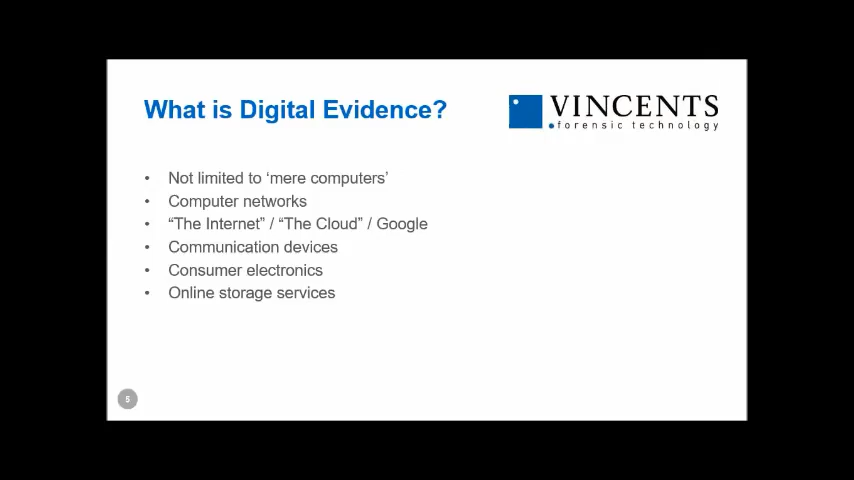 What is Digital Evidence?
VINCENTS
forensic technology
• Not limited to ‘mere computers’
• Computer networks
• “The Internet” / “The Cloud” / Google
• Communication devices
• Consumer electronics
• Online storage services
5